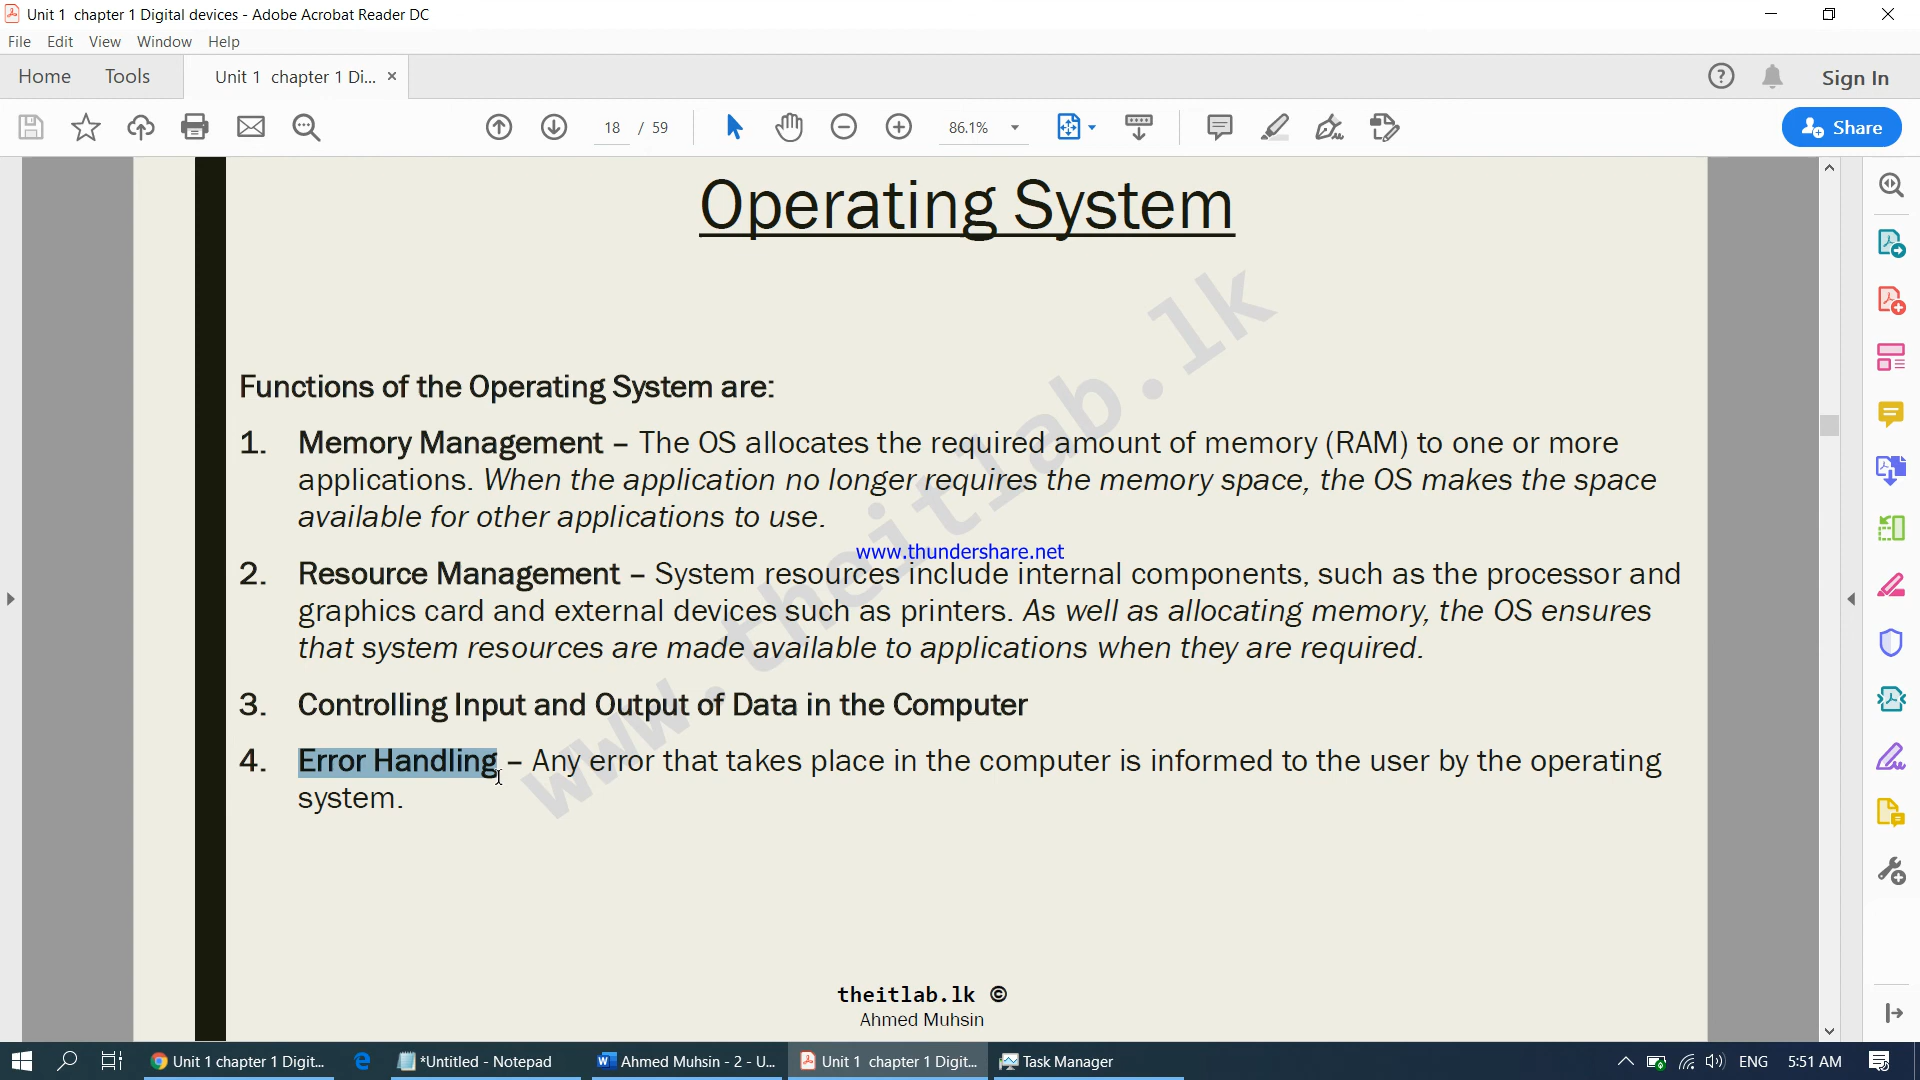 Unit 1  chapter 1 Digital devices - Adobe Acrobat Reader DC
File Edit View Window Help
Home Tools Unit 1  chapter 1 Di... ×
Sign In
18 / 59 86.1% Share
Operating System
Functions of the Operating System are:
1. Memory Management – The OS allocates the required amount of memory (RAM) to one or more
applications. When the application no longer requires the memory space, the OS makes the space
available for other applications to use.
www.thundershare.net
2. Resource Management – System resources include internal components, such as the processor and
graphics card and external devices such as printers. As well as allocating memory, the OS ensures
that system resources are made available to applications when they are required.
3. Controlling Input and Output of Data in the Computer
4. Error Handling – Any error that takes place in the computer is informed to the user by the operating
system.
www.theitlab.lk
theitlab.lk ©
Ahmed Muhsin
Unit 1 chapter 1 Digit... *Untitled - Notepad Ahmed Muhsin - 2 - U... Unit 1  chapter 1 Digit... Task Manager ENG 5:51 AM